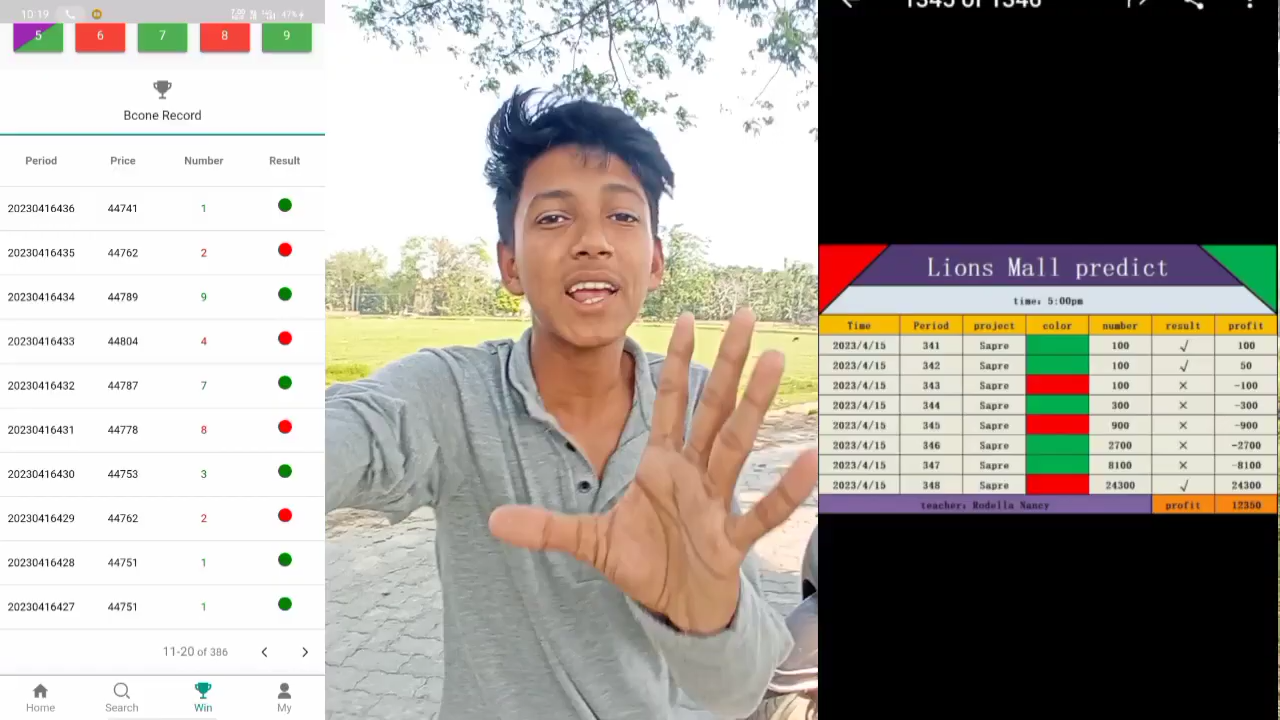 10:19
47%
5 6 7 8 9
Bcone Record
Period Price Number Result
20230416436 44741 1
20230416435 44762 2
20230416434 44789 9
20230416433 44804 4
20230416432 44787 7
20230416431 44778 8
20230416430 44753 3
20230416429 44762 2
20230416428 44751 1
20230416427 44751 1
11-20 of 386
Home Search Win My
1345 of 1346
Lions Mall predict
time: 5:00pm
Time Period project color number result profit
2023/4/15 341 Sapre 100 √ 100
2023/4/15 342 Sapre 100 √ 50
2023/4/15 343 Sapre 100 × -100
2023/4/15 344 Sapre 300 × -300
2023/4/15 345 Sapre 900 × -900
2023/4/15 346 Sapre 2700 × -2700
2023/4/15 347 Sapre 8100 × -8100
2023/4/15 348 Sapre 24300 √ 24300
teacher: Rodella Nancy profit 12350